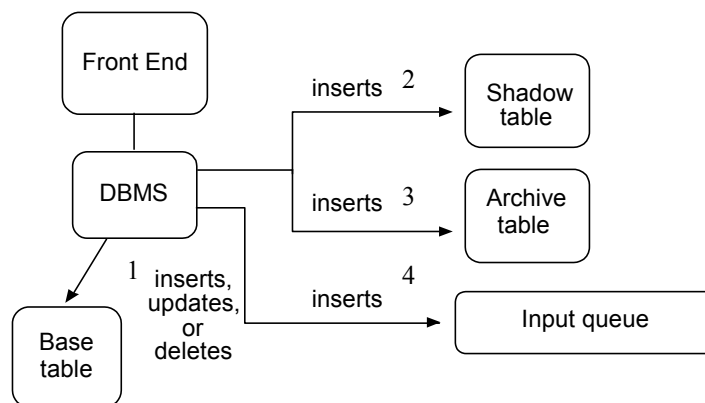 Front End
inserts 2
Shadow
table
DBMS
inserts 3
Archive
table
1 inserts,
updates,
or
deletes
inserts 4
Input queue
Base
table